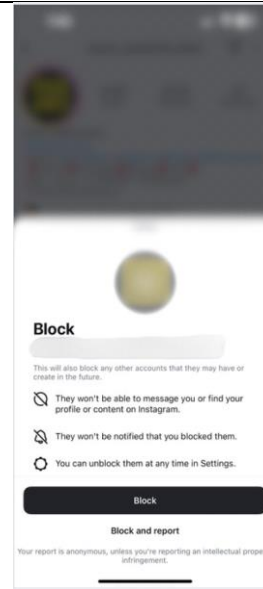 Block
This will also block any other accounts that they may have or
create in the future.
They won't be able to message you or find your
profile or content on Instagram.
They won't be notified that you blocked them.
You can unblock them at any time in Settings.
Block
Block and report
Your report is anonymous, unless you're reporting an intellectual prope
infringement.